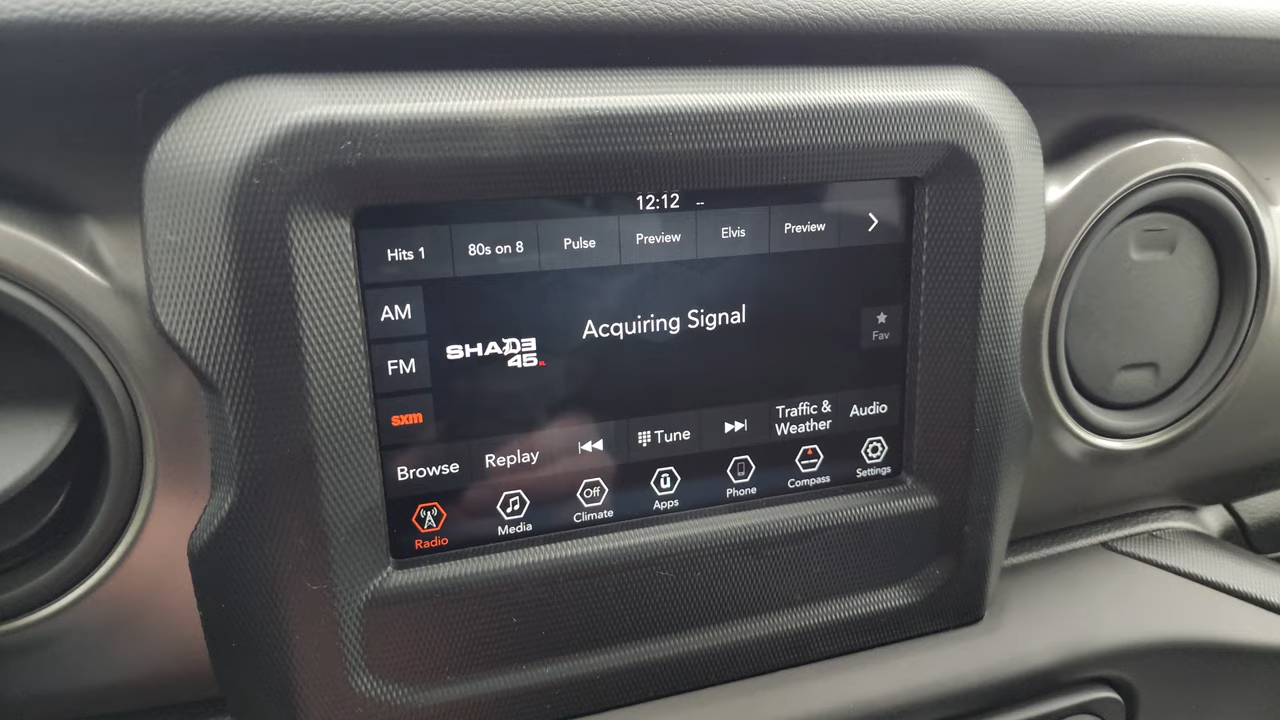 12:12 --
Hits 1
80s on 8
Pulse
Preview
Elvis
Preview
AM
FM
sxm
SHADE
45 XL
Acquiring Signal
Fav
Browse
Replay
Tune
Traffic &
Weather
Audio
Radio
Media
Off
Climate
ū
Apps
Phone
Compass
Settings